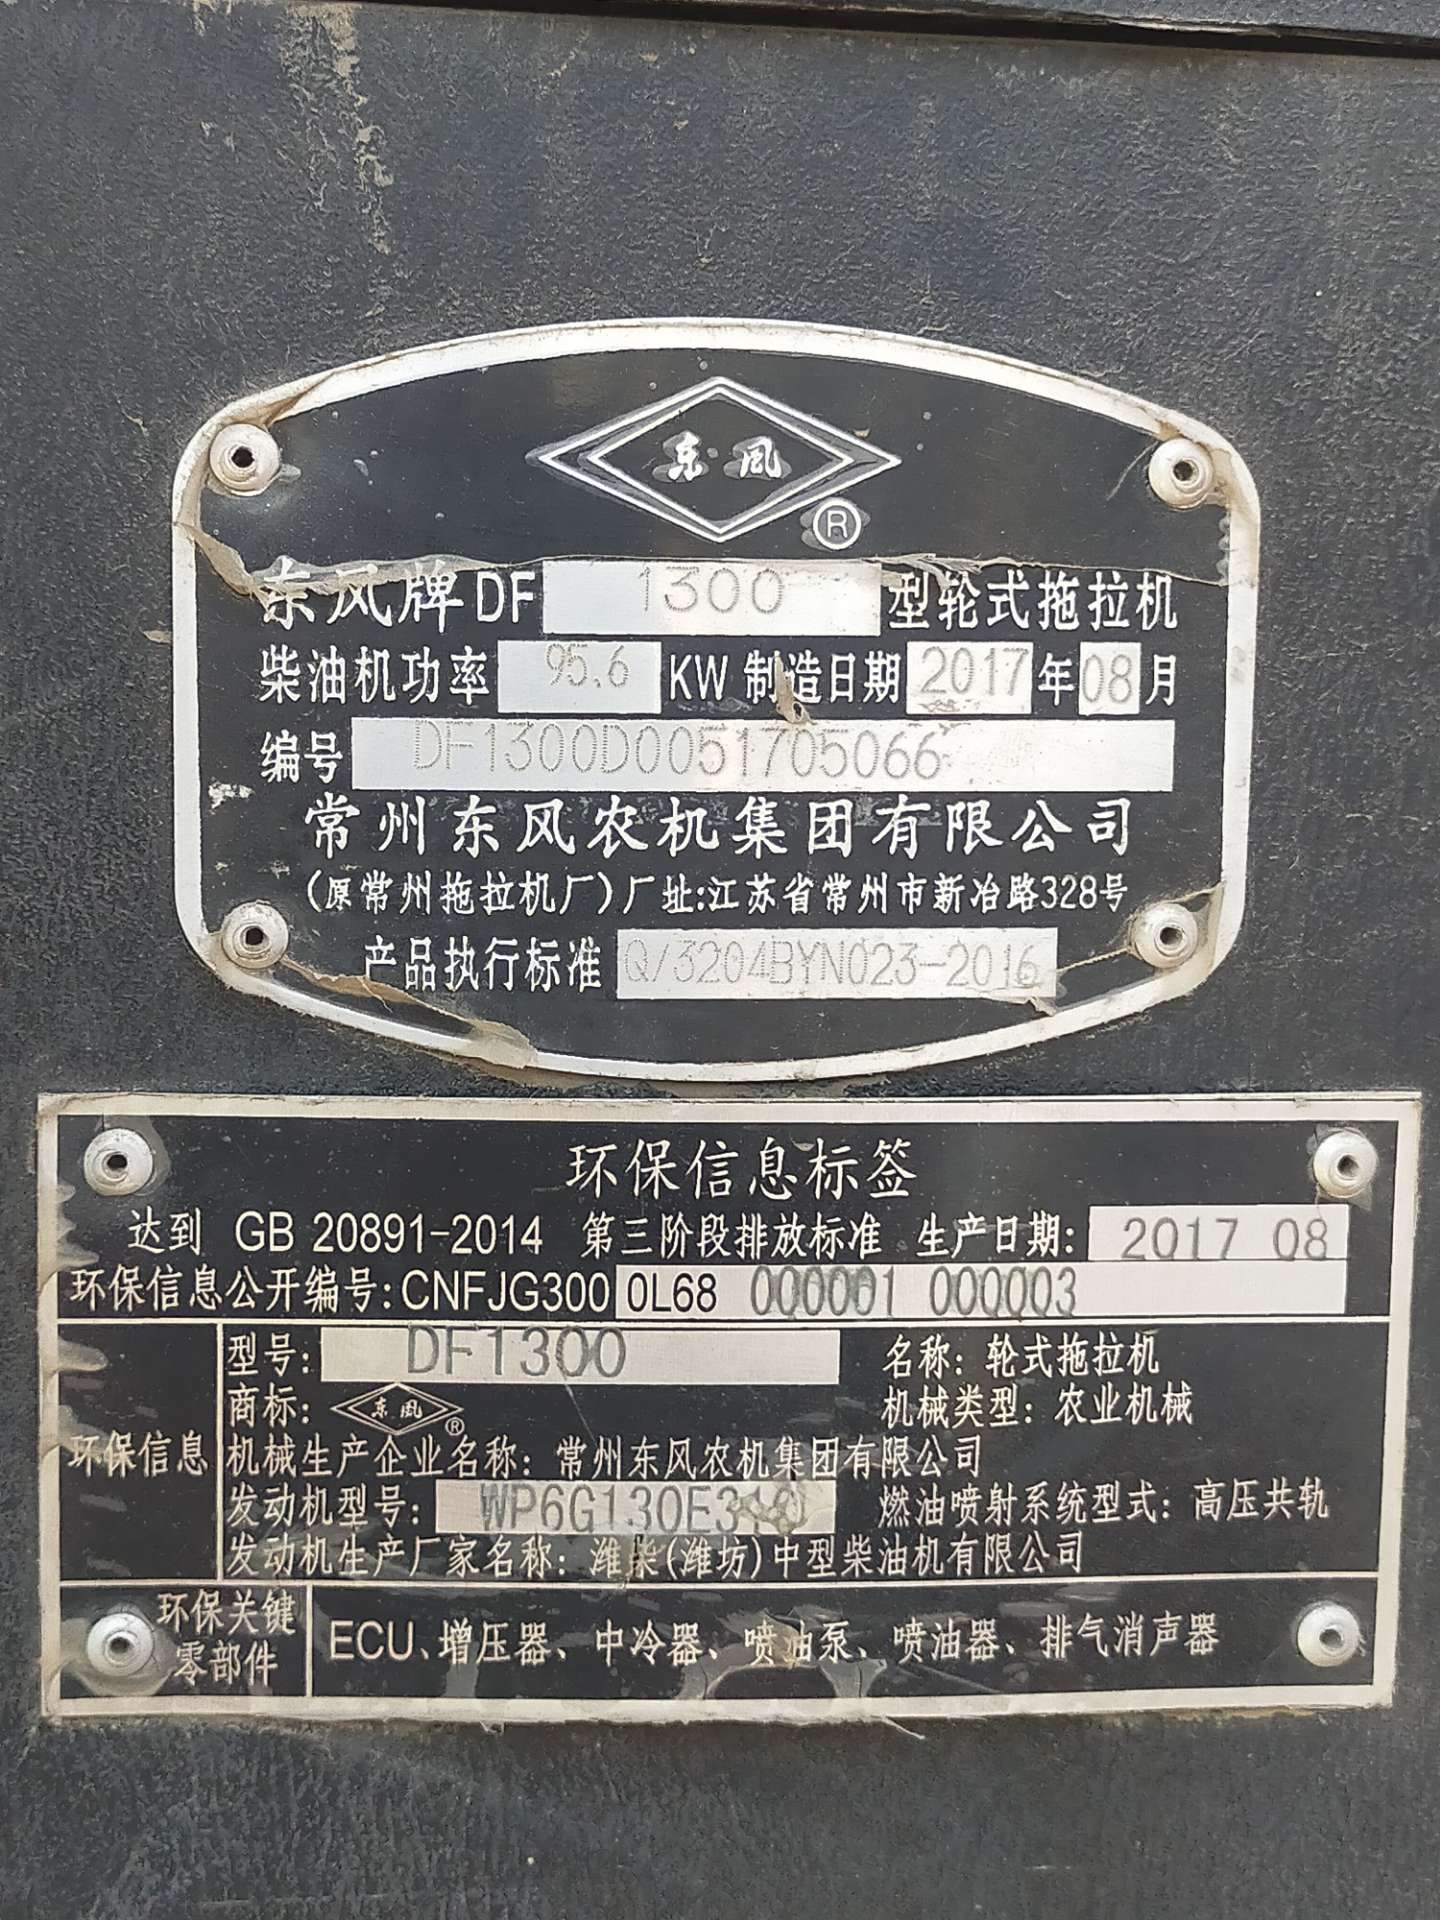 东風
®
东风牌DF 1300 型轮式拖拉机
柴油机功率 95.6 KW 制造日期 2017 年 08 月
编号 DF1300D0051705066
常州东风农机集团有限公司
(原常州拖拉机厂)厂址:江苏省常州市新冶路328号
产品执行标准 Q/3204BYN023-2016
环保信息标签
达到 GB 20891-2014 第三阶段排放标准 生产日期: 2017 08
环保信息公开编号:CNFJG300 0L68 000001 000003
型号: DF1300 名称: 轮式拖拉机
商标: 东風® 机械类型: 农业机械
环保信息
机械生产企业名称: 常州东风农机集团有限公司
发动机型号: WP6G130E310 燃油喷射系统型式: 高压共轨
发动机生产厂家名称: 潍柴(潍坊)中型柴油机有限公司
环保关键
零部件
ECU、增压器、中冷器、喷油泵、喷油器、排气消声器